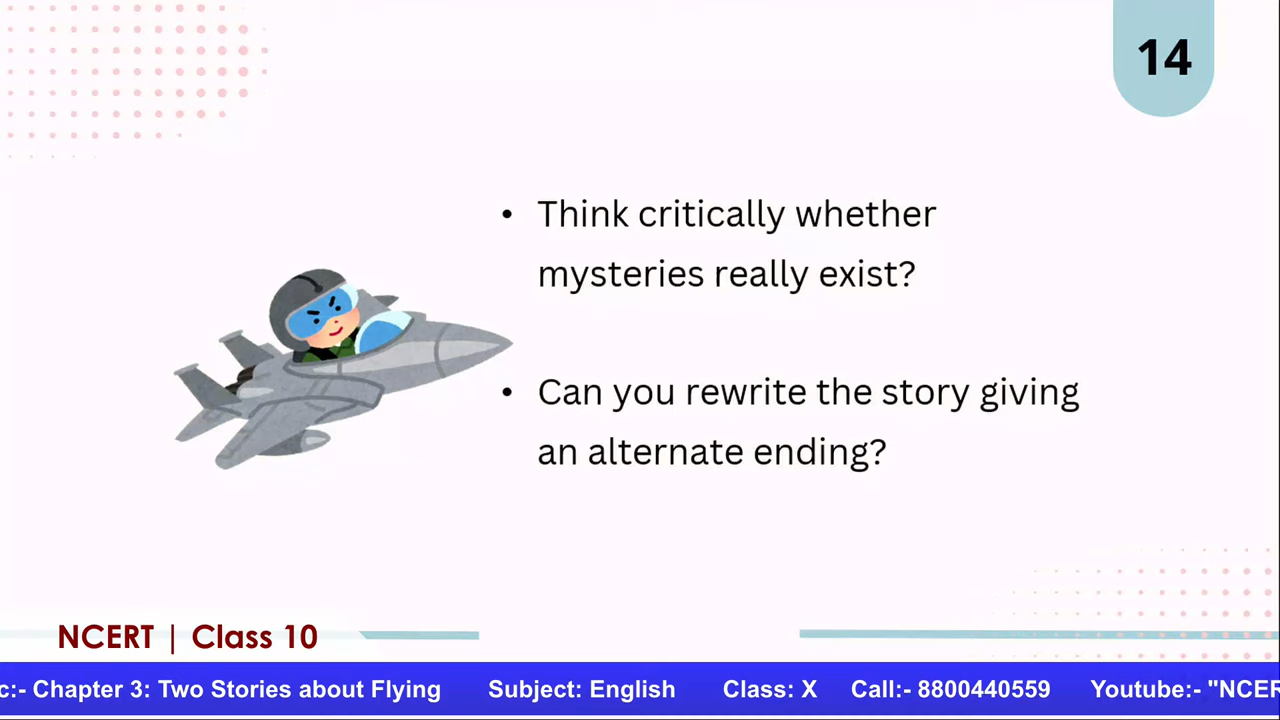 14
• Think critically whether
mysteries really exist?
• Can you rewrite the story giving
an alternate ending?
NCERT | Class 10
c:- Chapter 3: Two Stories about Flying Subject: English Class: X Call:- 8800440559 Youtube:- "NCER